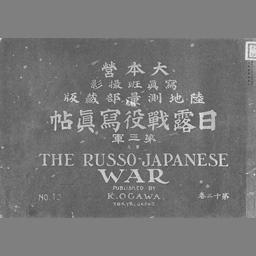 營本大
影撮班眞寫
版藏部量測地陸
帖眞寫役戰露日
軍三第
THE RUSSO-JAPANESE
WAR
PUBLISHED BY
K. OGAWA
TOKYO, JAPAN
NO. 12
卷二十第